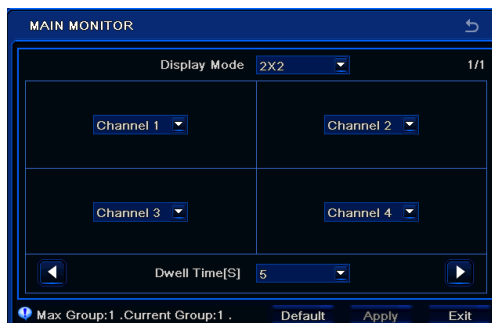 MAIN MONITOR
Display Mode 2X2 1/1
Channel 1 Channel 2
Channel 3 Channel 4
Dwell Time[S] 5
Max Group:1 .Current Group:1 . Default Apply Exit